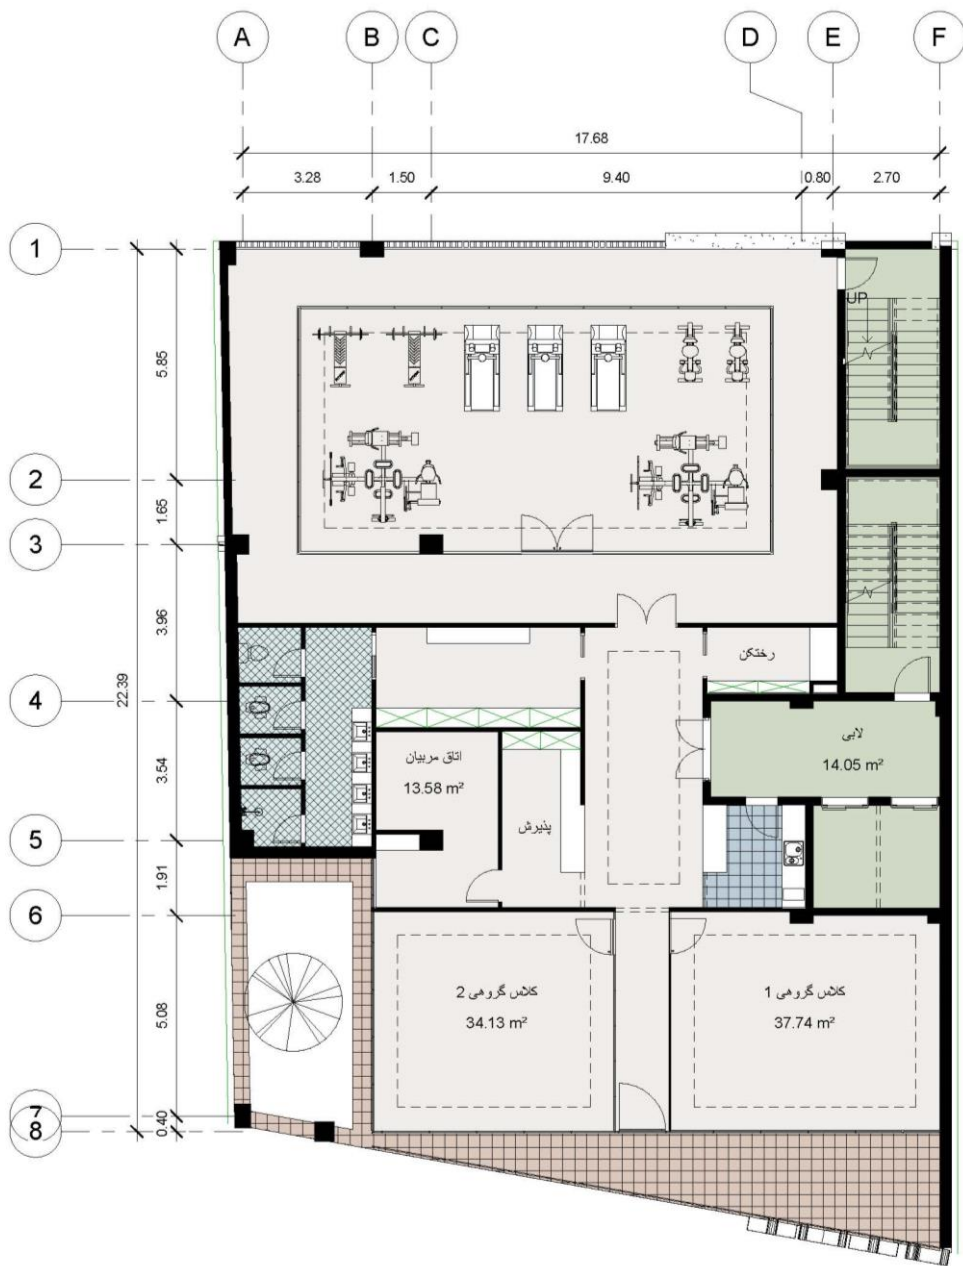 A B C D E F
17.68
3.28 1.50 9.40 0.80 2.70
1
5.85
UP
2
1.65
3
3.96
رختکن
4
22.39
لابی
14.05 m²
اتاق مربیان
13.58 m²
3.54
پذیرش
5
1.91
6
کلاس گروهی 2
34.13 m²
کلاس گروهی 1
37.74 m²
5.08
7
0.40
8